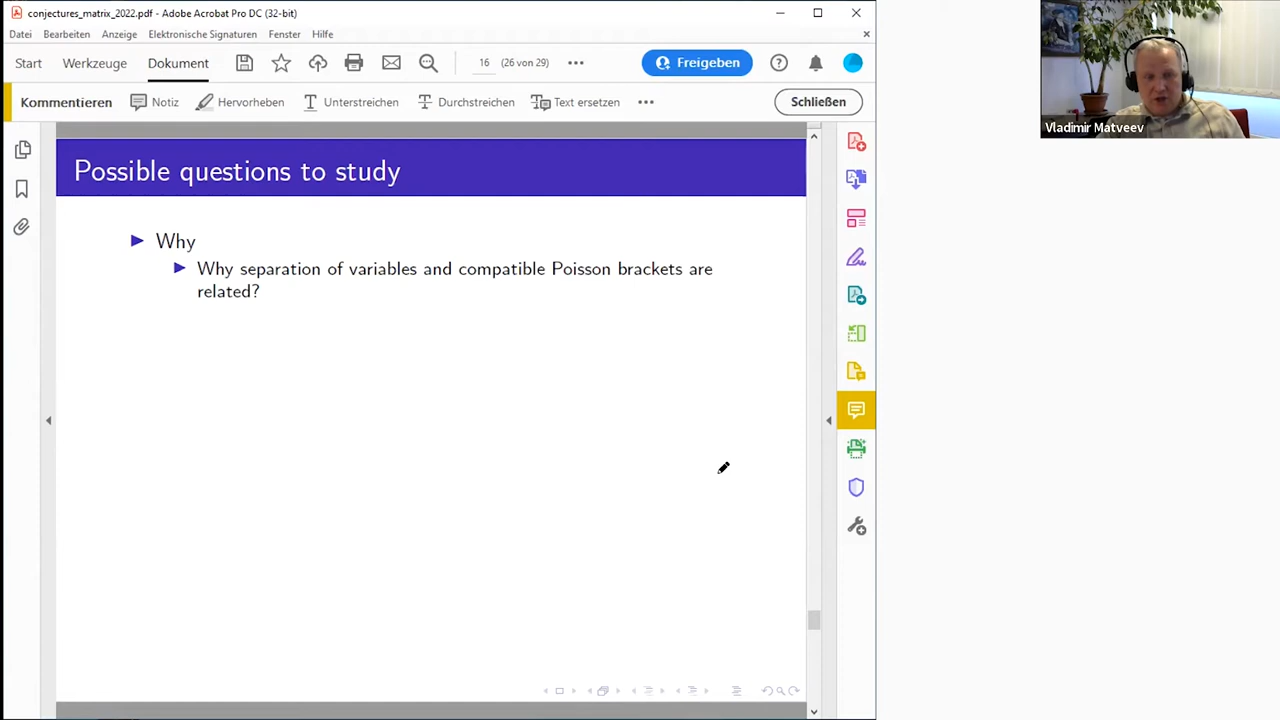 conjectures_matrix_2022.pdf - Adobe Acrobat Pro DC (32-bit)
Datei Bearbeiten Anzeige Elektronische Signaturen Fenster Hilfe
Start Werkzeuge Dokument 16 (26 von 29) Freigeben
Kommentieren Notiz Hervorheben Unterstreichen Durchstreichen Text ersetzen Schließen
Vladimir Matveev
Possible questions to study
Why
Why separation of variables and compatible Poisson brackets are
related?